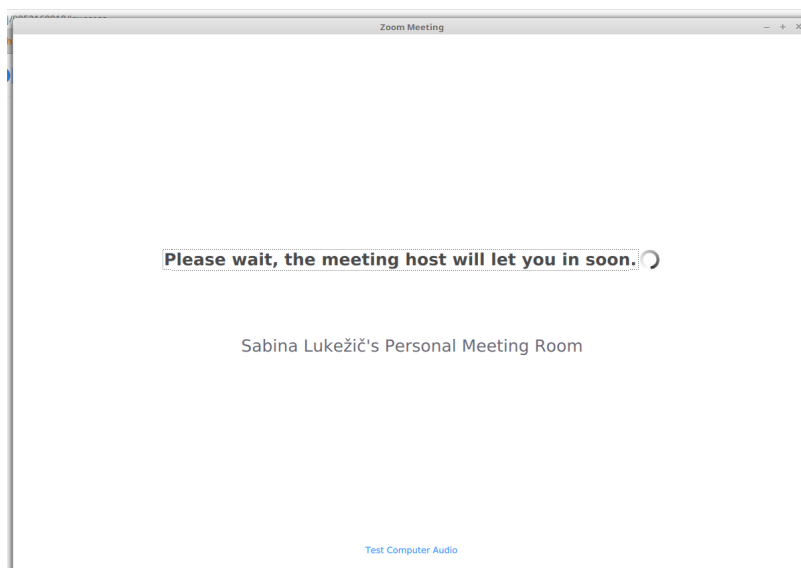 Zoom Meeting
Please wait, the meeting host will let you in soon.
Sabina Lukežič's Personal Meeting Room
Test Computer Audio